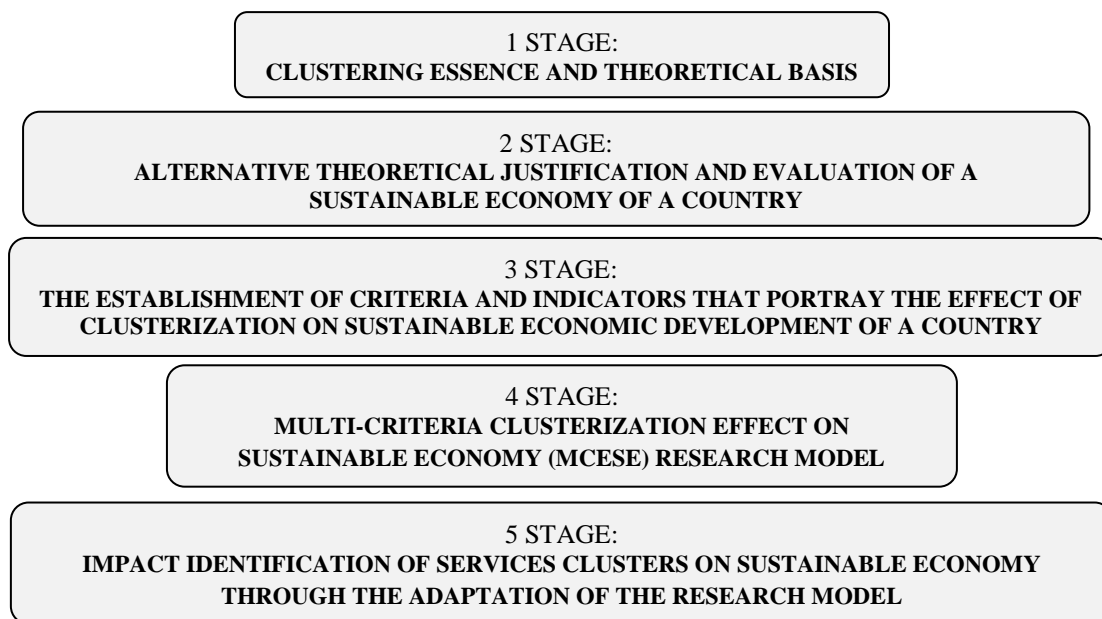 1 STAGE:
CLUSTERING ESSENCE AND THEORETICAL BASIS
2 STAGE:
ALTERNATIVE THEORETICAL JUSTIFICATION AND EVALUATION OF A
SUSTAINABLE ECONOMY OF A COUNTRY
3 STAGE:
THE ESTABLISHMENT OF CRITERIA AND INDICATORS THAT PORTRAY THE EFFECT OF
CLUSTERIZATION ON SUSTAINABLE ECONOMIC DEVELOPMENT OF A COUNTRY
4 STAGE:
MULTI-CRITERIA CLUSTERIZATION EFFECT ON
SUSTAINABLE ECONOMY (MCESE) RESEARCH MODEL
5 STAGE:
IMPACT IDENTIFICATION OF SERVICES CLUSTERS ON SUSTAINABLE ECONOMY
THROUGH THE ADAPTATION OF THE RESEARCH MODEL